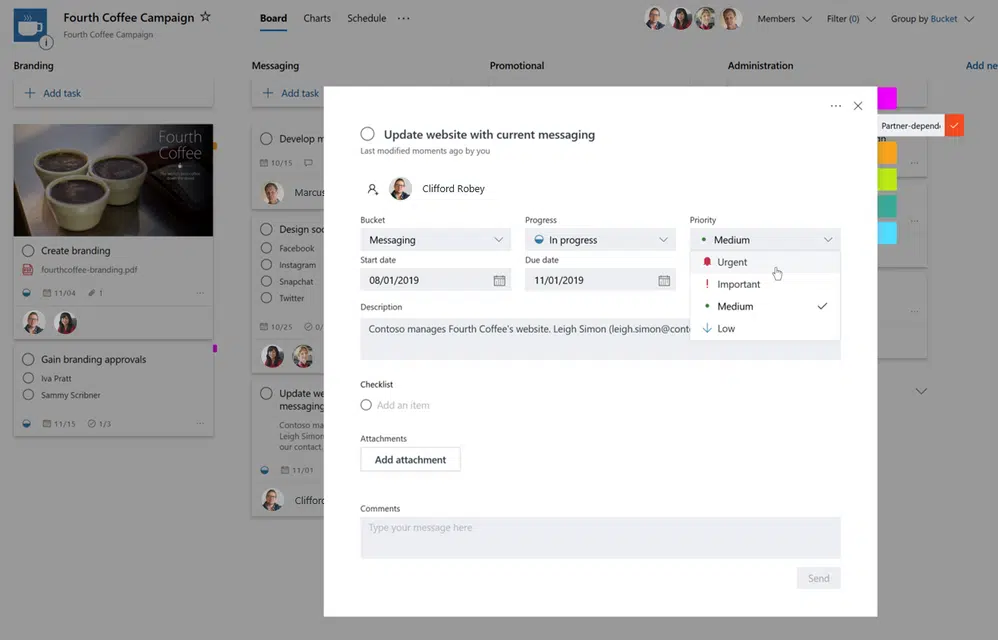 Fourth Coffee Campaign
Fourth Coffee Campaign
Board Charts Schedule ···
Members Filter (0) Group by Bucket
Branding Messaging Promotional Administration Add ne
Add task
Fourth
Coffee
Create branding
fourthcoffee-branding.pdf
11/04 1
Gain branding approvals
Iva Pratt
Sammy Scribner
11/15 1/3
Add task
Develop m
10/15
Marcus
Design soc
Facebook
Instagram
Snapchat
Twitter
10/25 0/
Update we
messaging
Contoso ma
Leigh Simon
our contact.
11/01
Clifford
Update website with current messaging
Last modified moments ago by you
Clifford Robey
Bucket Progress Priority
Messaging In progress Medium
Start date Due date
08/01/2019 11/01/2019
Urgent
Important
Medium
Low
Description
Contoso manages Fourth Coffee's website. Leigh Simon (leigh.simon@conto
Checklist
Add an item
Attachments
Add attachment
Comments
Type your message here
Send
Partner-depend